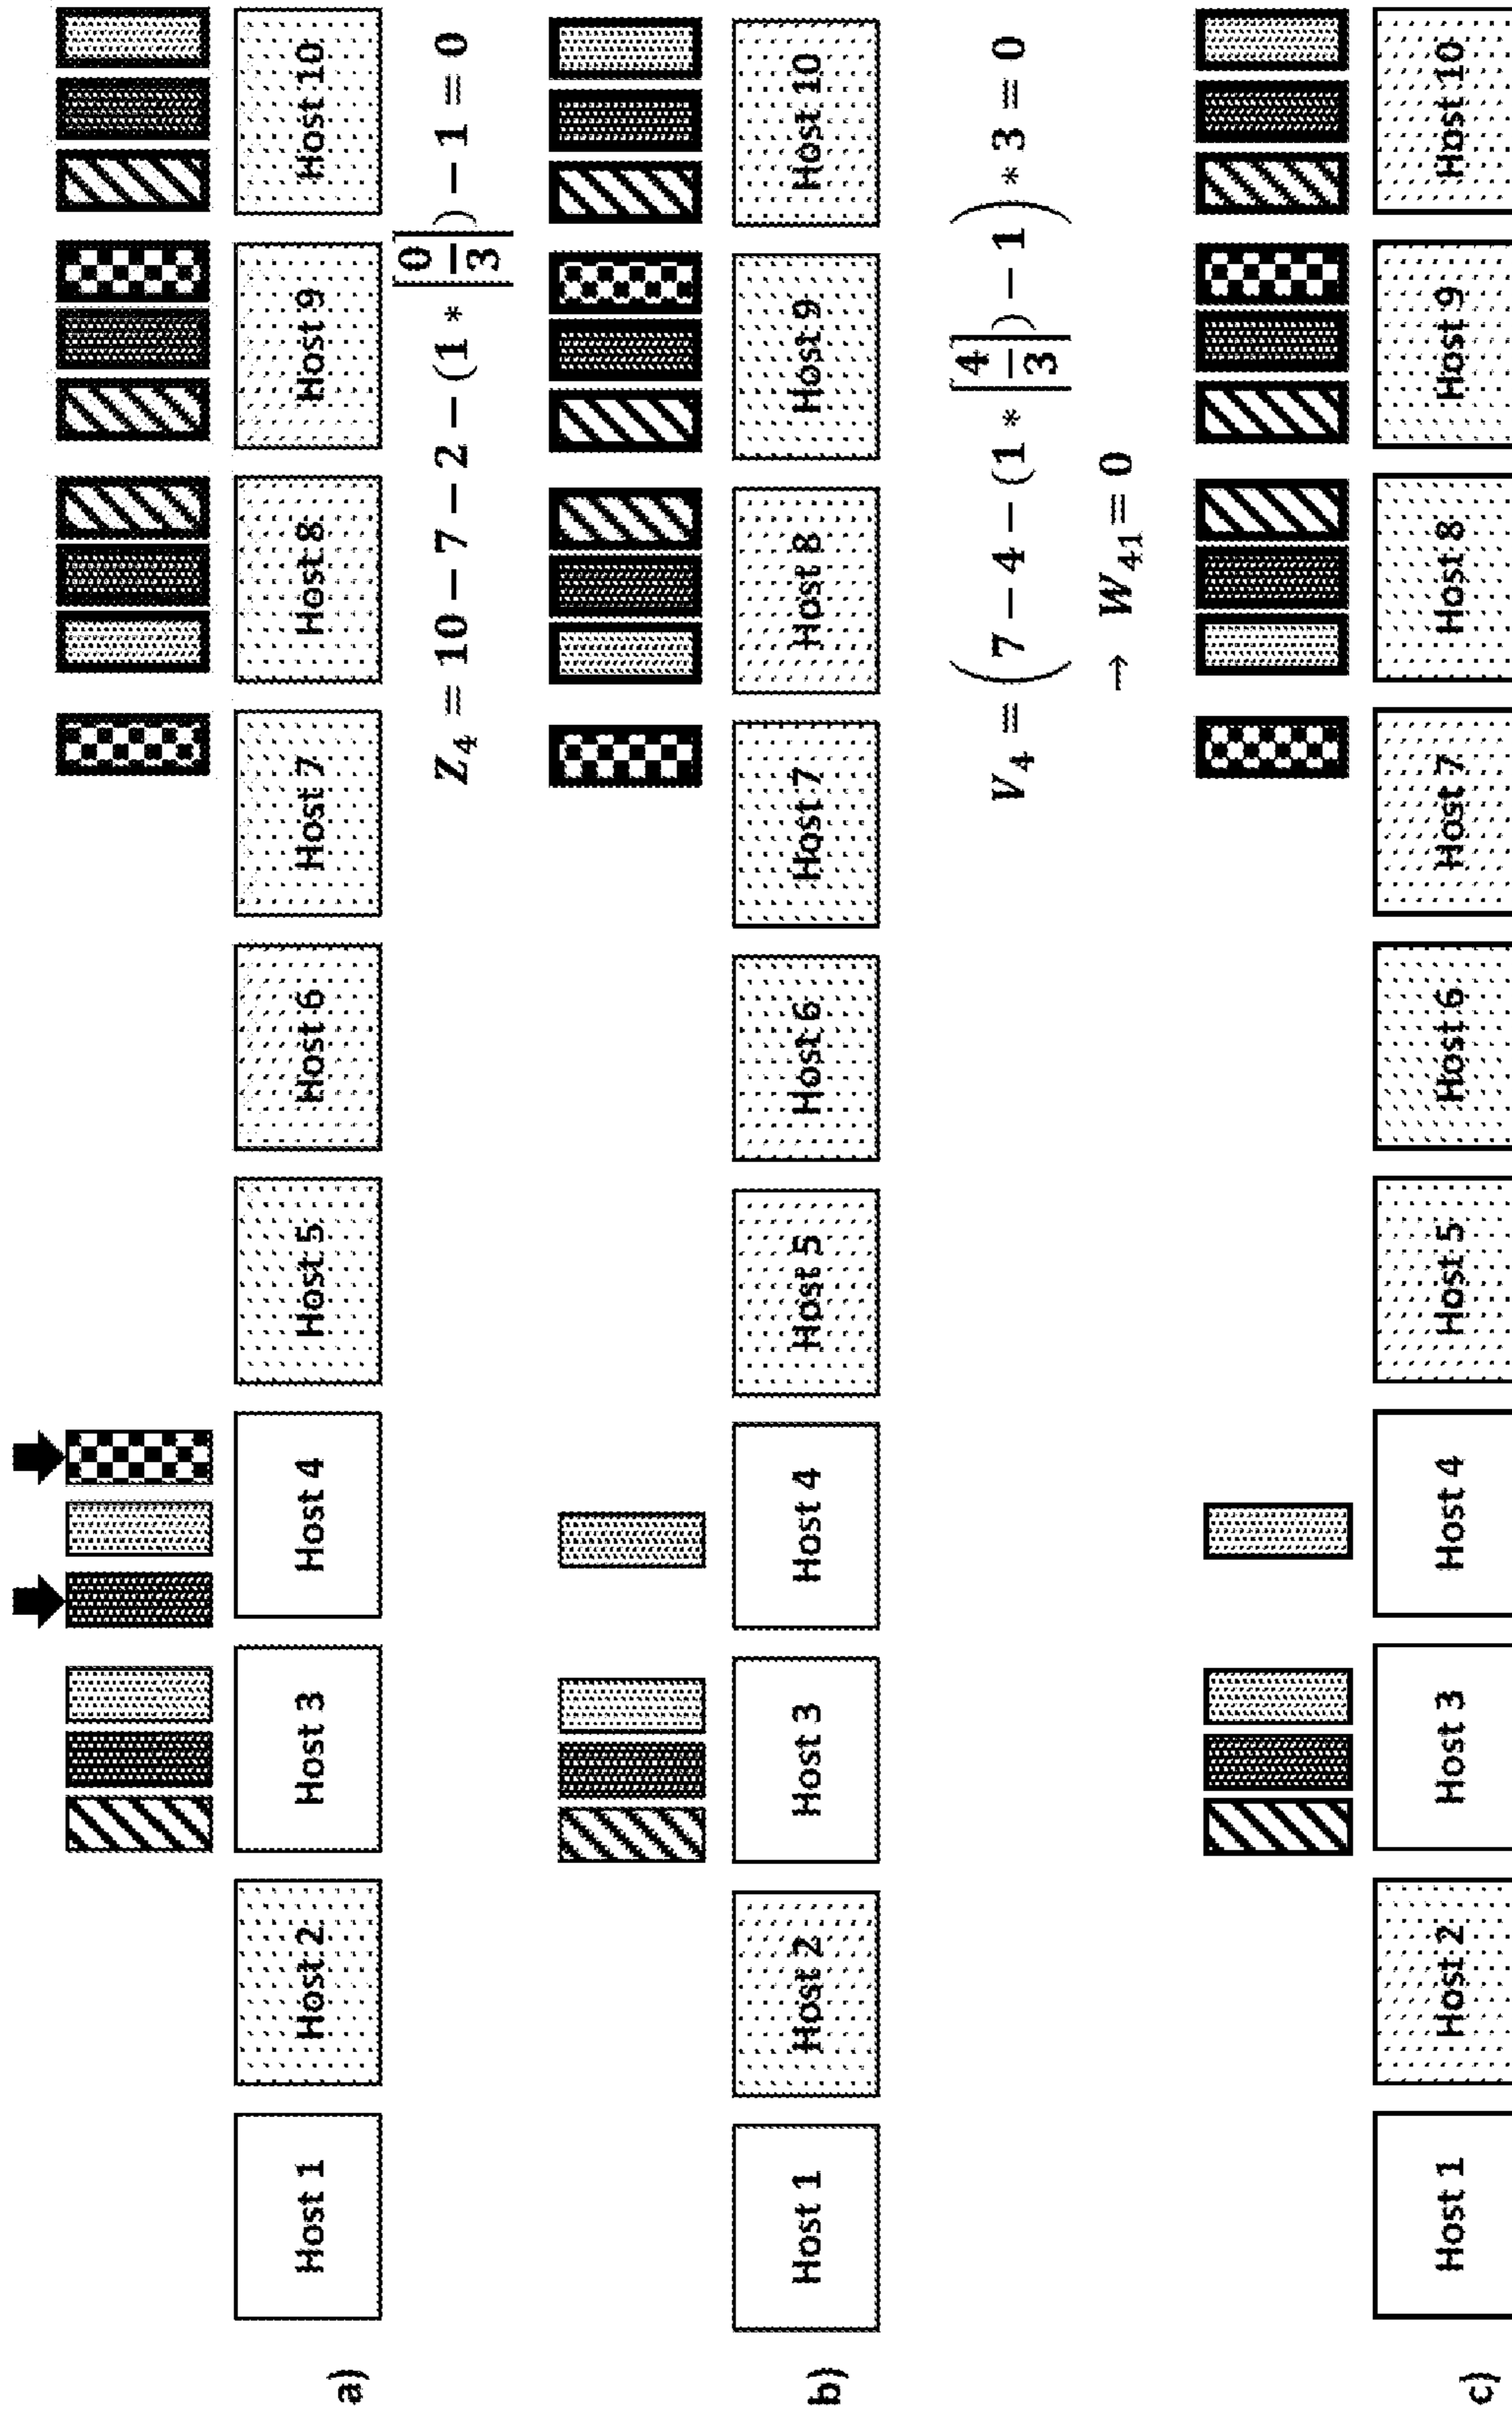 a) Host 1 Host 2 Host 3 Host 4 Host 5 Host 6 Host 7 Host 8 Host 9 Host 10
Z₄ = 10 − 7 − 2 − (1 * ⌈0/3⌉) − 1 = 0
b) Host 1 Host 2 Host 3 Host 4 Host 5 Host 6 Host 7 Host 8 Host 9 Host 10
V₄ = (7 − 4 − (1 * ⌈4/3⌉) − 1) * 3 = 0
→ W₄₁ = 0
c) Host 1 Host 2 Host 3 Host 4 Host 5 Host 6 Host 7 Host 8 Host 9 Host 10